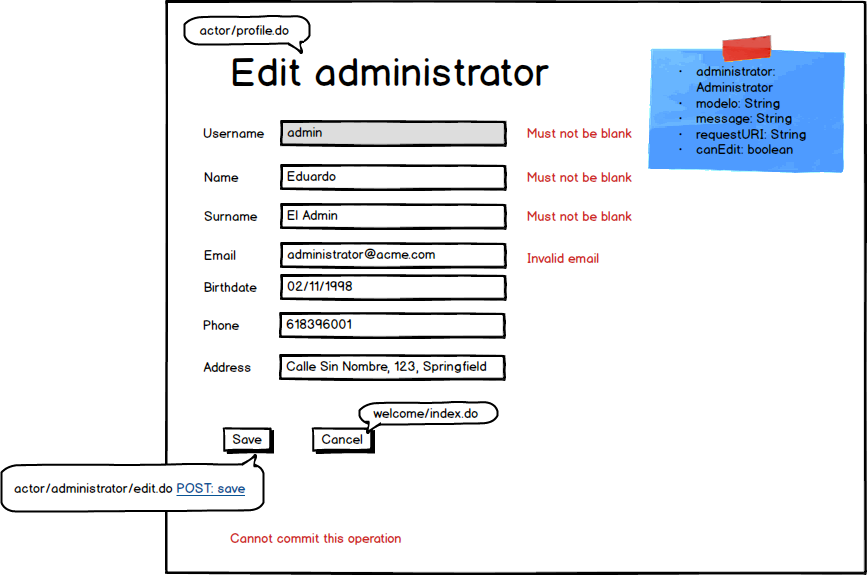 actor/profile.do
Edit administrator
· administrator:
Administrator
· modelo: String
· message: String
· requestURI: String
· canEdit: boolean
Username admin Must not be blank
Name Eduardo Must not be blank
Surname El Admin Must not be blank
Email administrator@acme.com Invalid email
Birthdate 02/11/1998
Phone 618396001
Address Calle Sin Nombre, 123, Springfield
welcome/index.do
Save Cancel
actor/administrator/edit.do POST: save
Cannot commit this operation